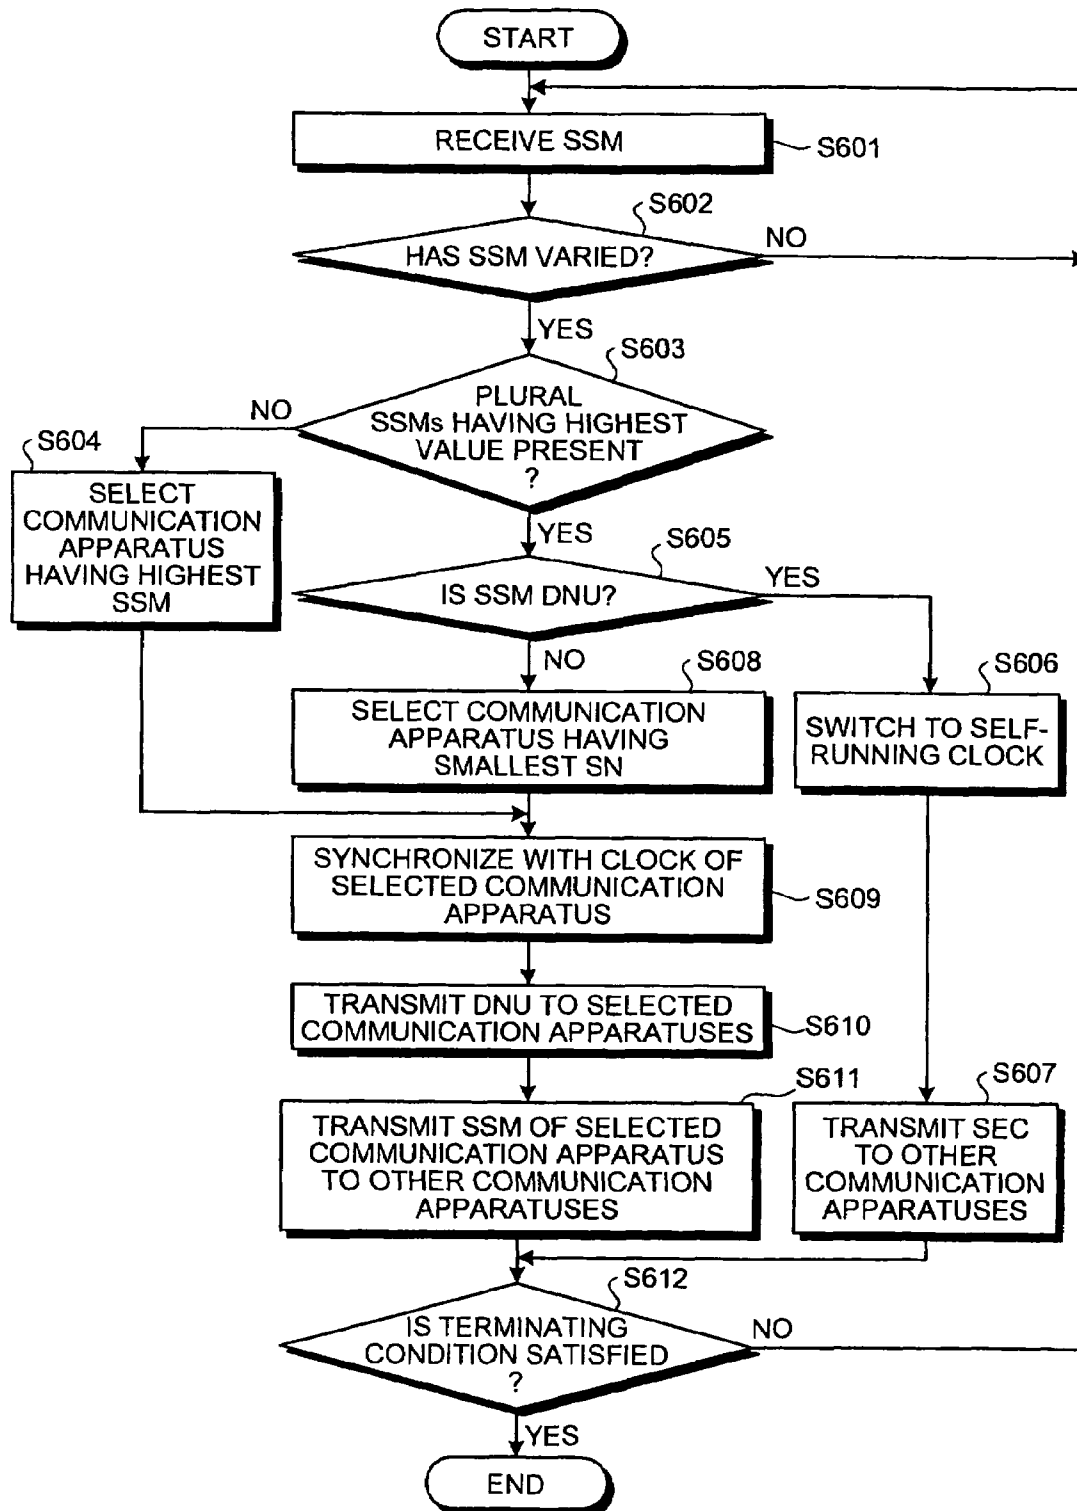 START
RECEIVE SSM
S601
S602
HAS SSM VARIED?
NO
YES
S603
PLURAL
SSMs HAVING HIGHEST
VALUE PRESENT
?
NO
S604
SELECT
COMMUNICATION
APPARATUS
HAVING HIGHEST
SSM
YES
S605
IS SSM DNU?
YES
NO
S608
SELECT COMMUNICATION
APPARATUS HAVING
SMALLEST SN
S606
SWITCH TO SELF-
RUNNING CLOCK
SYNCHRONIZE WITH CLOCK OF
SELECTED COMMUNICATION
APPARATUS
S609
TRANSMIT DNU TO SELECTED
COMMUNICATION APPARATUSES
S610
S611
TRANSMIT SSM OF SELECTED
COMMUNICATION APPARATUS
TO OTHER COMMUNICATION
APPARATUSES
S607
TRANSMIT SEC
TO OTHER
COMMUNICATION
APPARATUSES
S612
IS TERMINATING
CONDITION SATISFIED
?
NO
YES
END